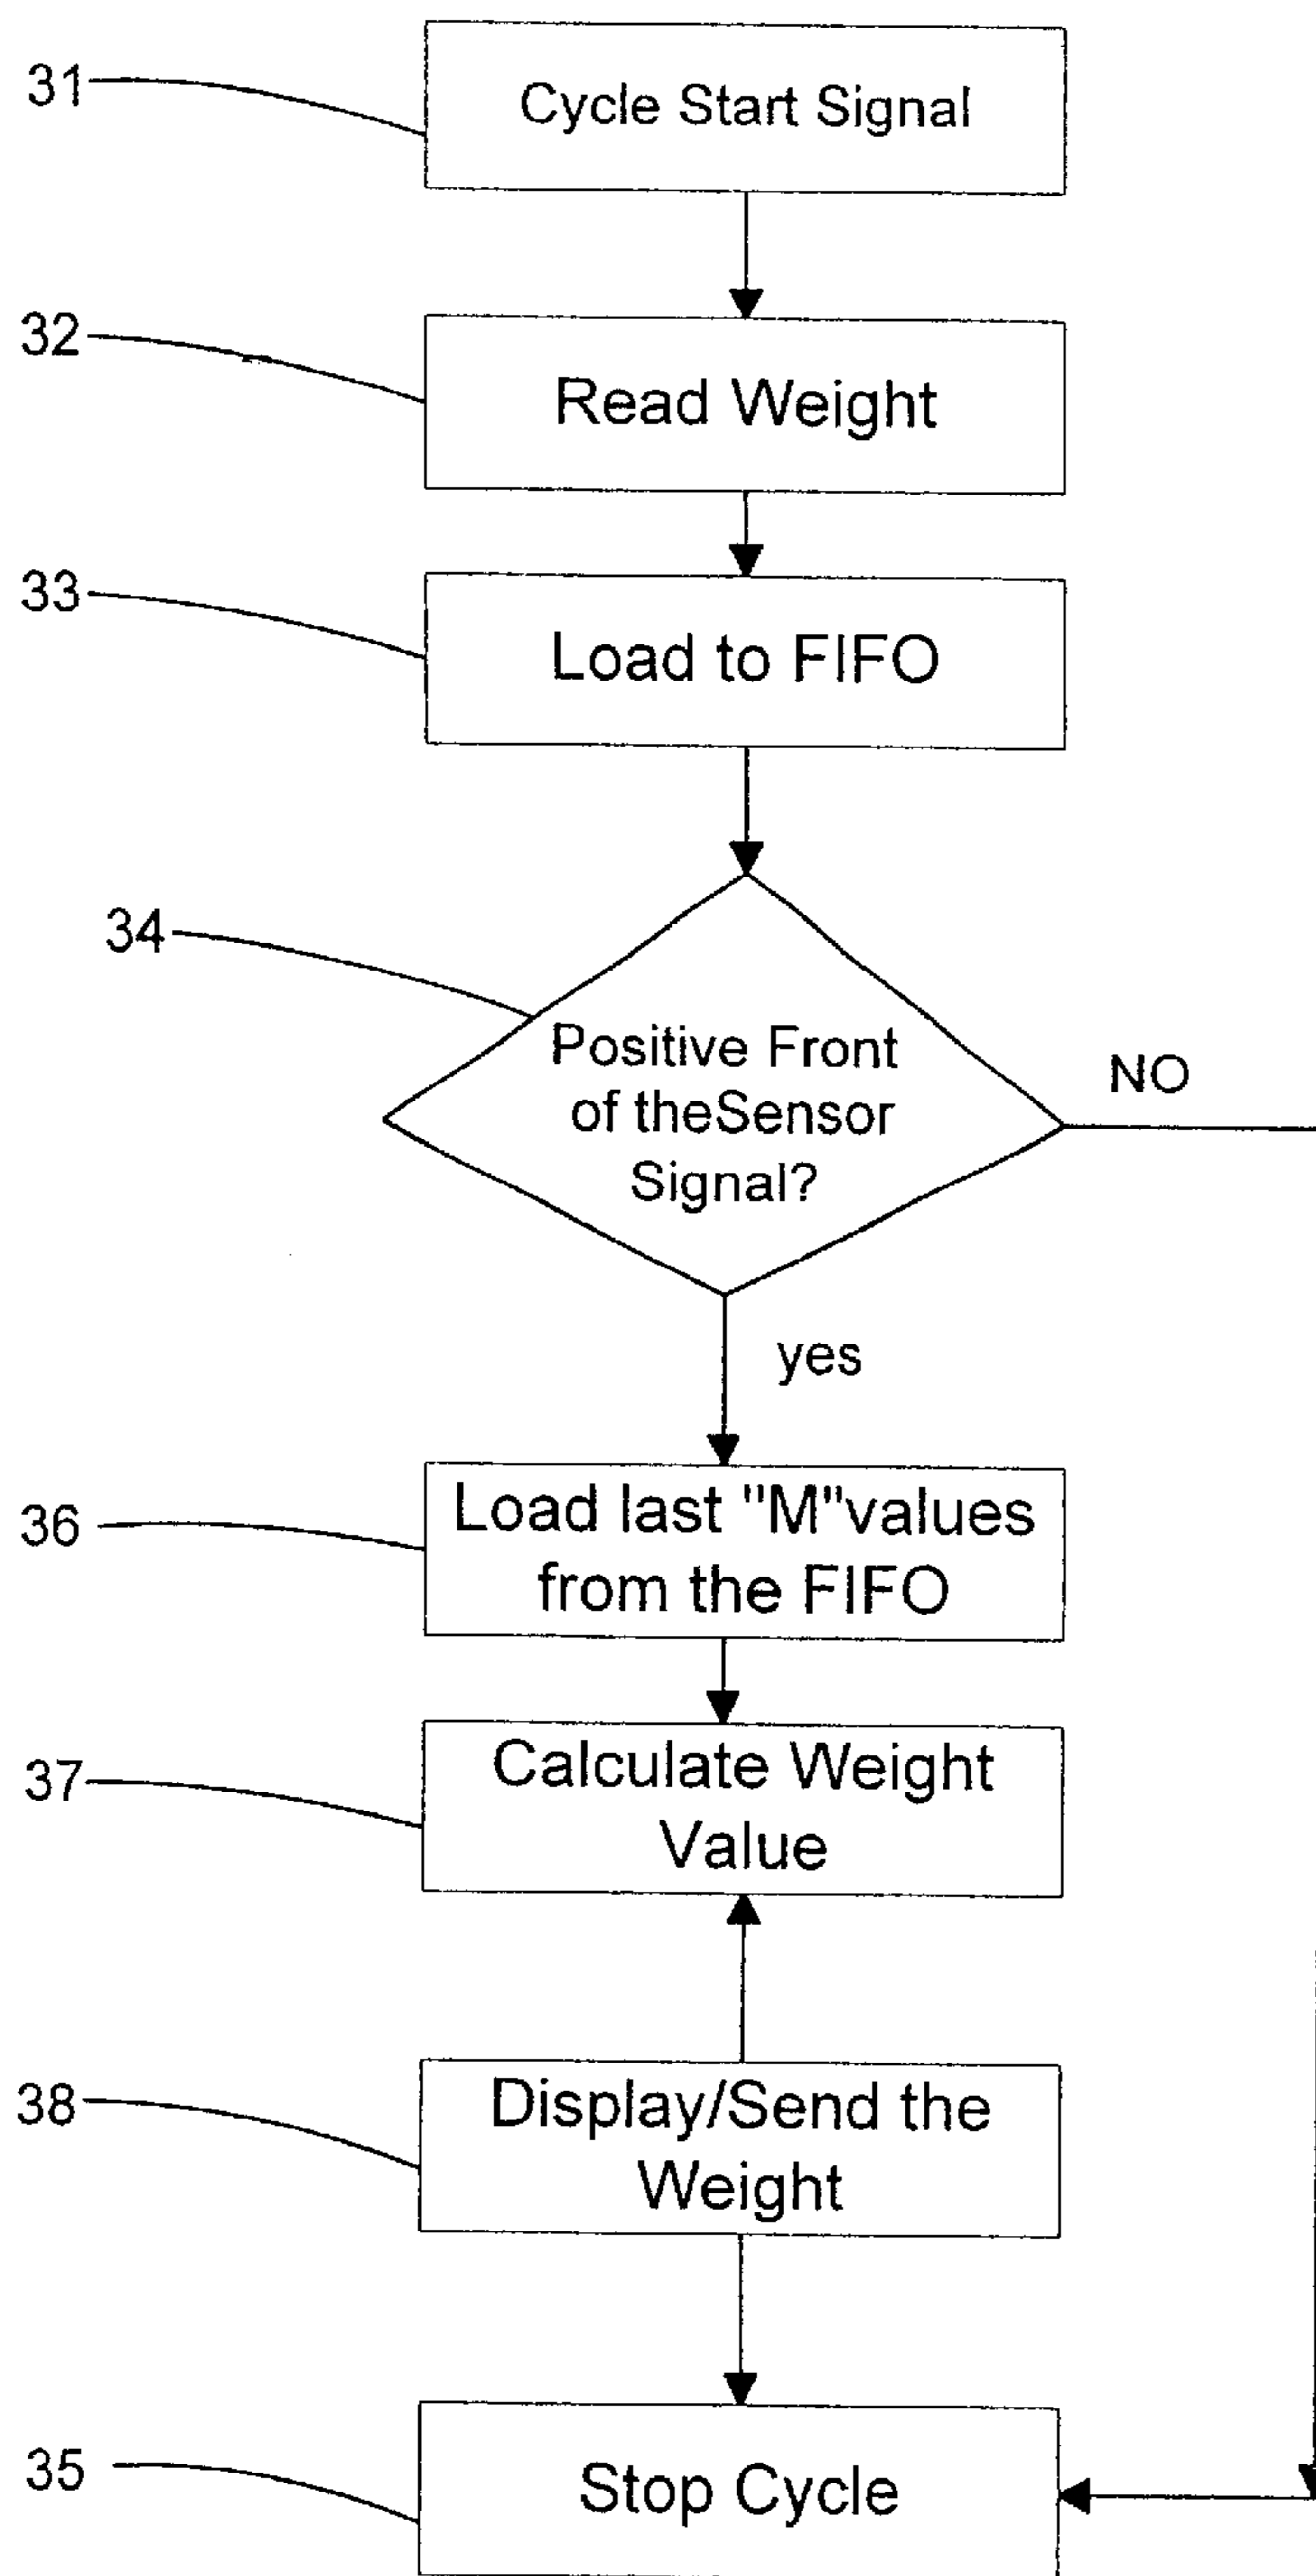 31
Cycle Start Signal
32
Read Weight
33
Load to FIFO
34
Positive Front
of theSensor
Signal?
NO
yes
36
Load last "M"values
from the FIFO
37
Calculate Weight
Value
38
Display/Send the
Weight
35
Stop Cycle